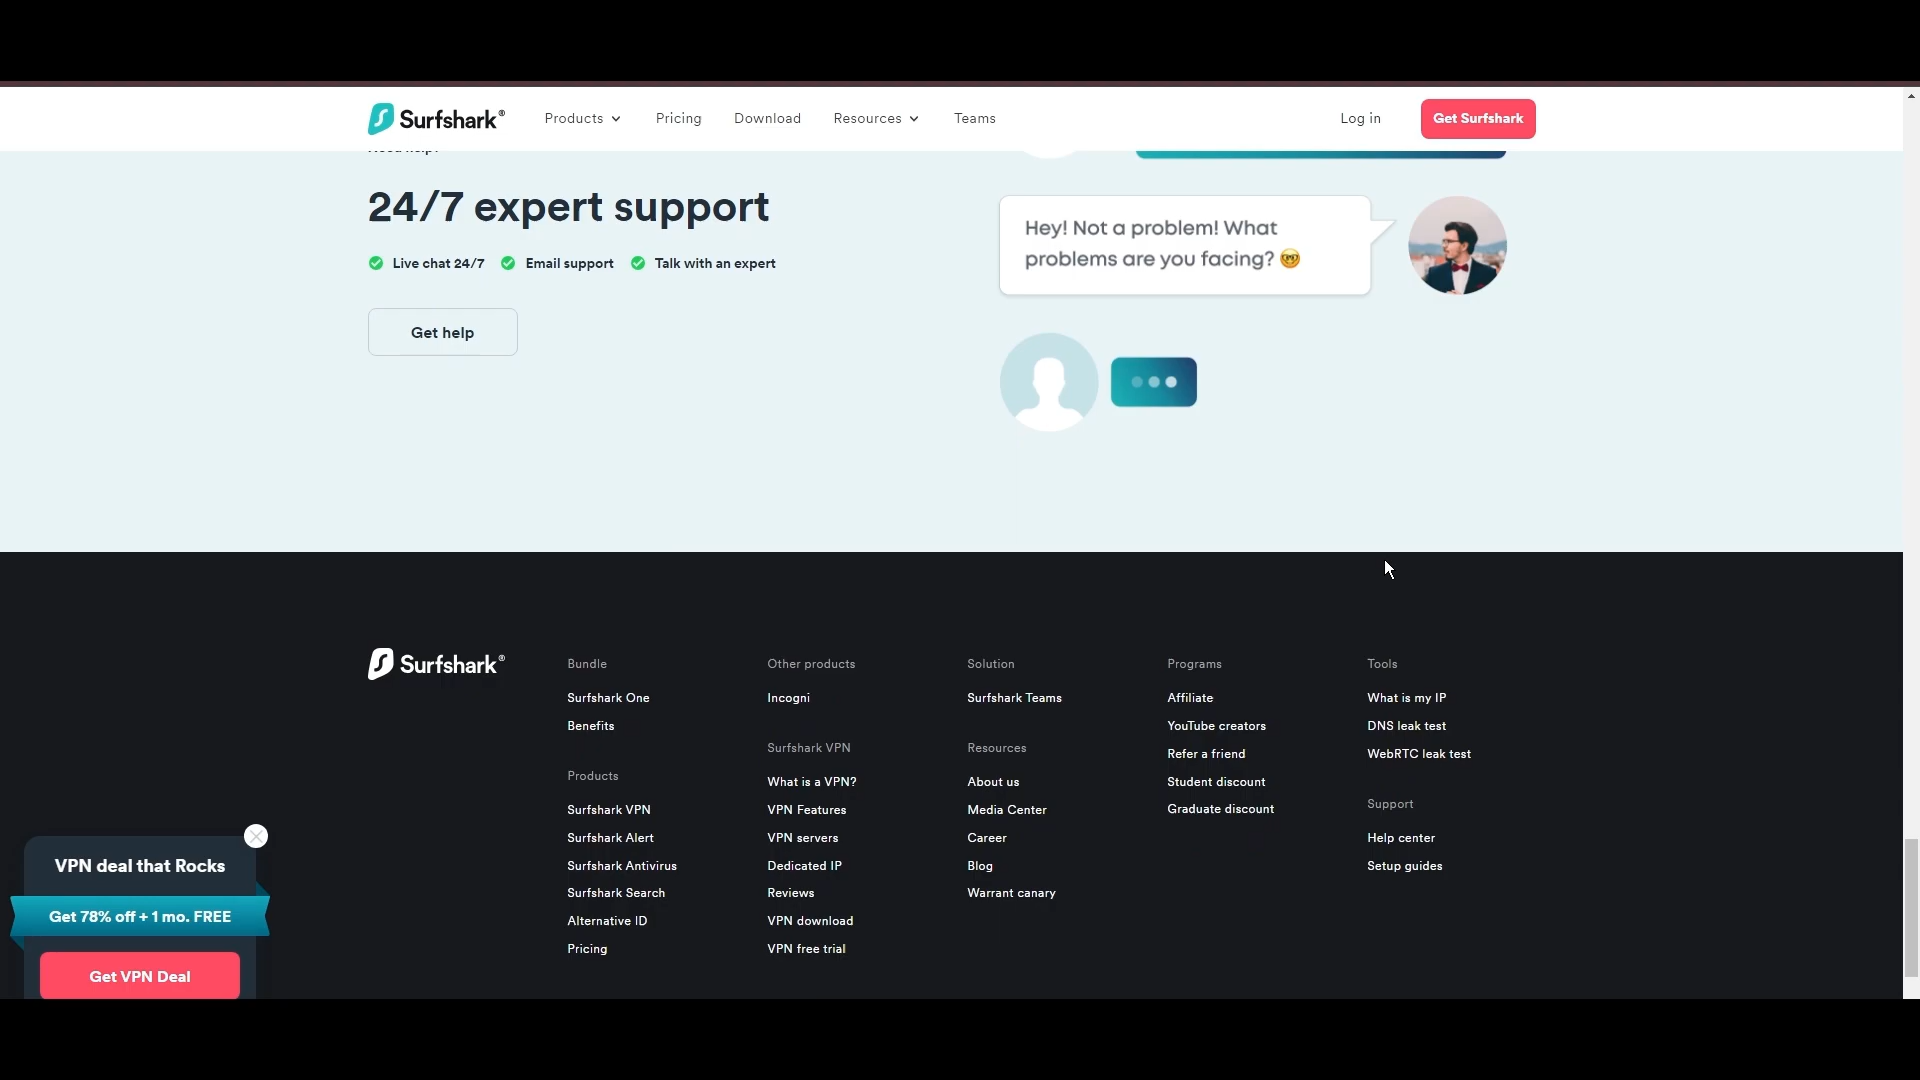 Surfshark®
Products
Pricing
Download
Resources
Teams
Log in
Get Surfshark
24/7 expert support
Live chat 24/7
Email support
Talk with an expert
Get help
Hey! Not a problem! What
problems are you facing? 🤓
Surfshark®
Bundle
Surfshark One
Benefits
Products
Surfshark VPN
Surfshark Alert
Surfshark Antivirus
Surfshark Search
Alternative ID
Pricing
Other products
Incogni
Surfshark VPN
What is a VPN?
VPN Features
VPN servers
Dedicated IP
Reviews
VPN download
VPN free trial
Solution
Surfshark Teams
Resources
About us
Media Center
Career
Blog
Warrant canary
Programs
Affiliate
YouTube creators
Refer a friend
Student discount
Graduate discount
Tools
What is my IP
DNS leak test
WebRTC leak test
Support
Help center
Setup guides
VPN deal that Rocks
Get 78% off + 1 mo. FREE
Get VPN Deal